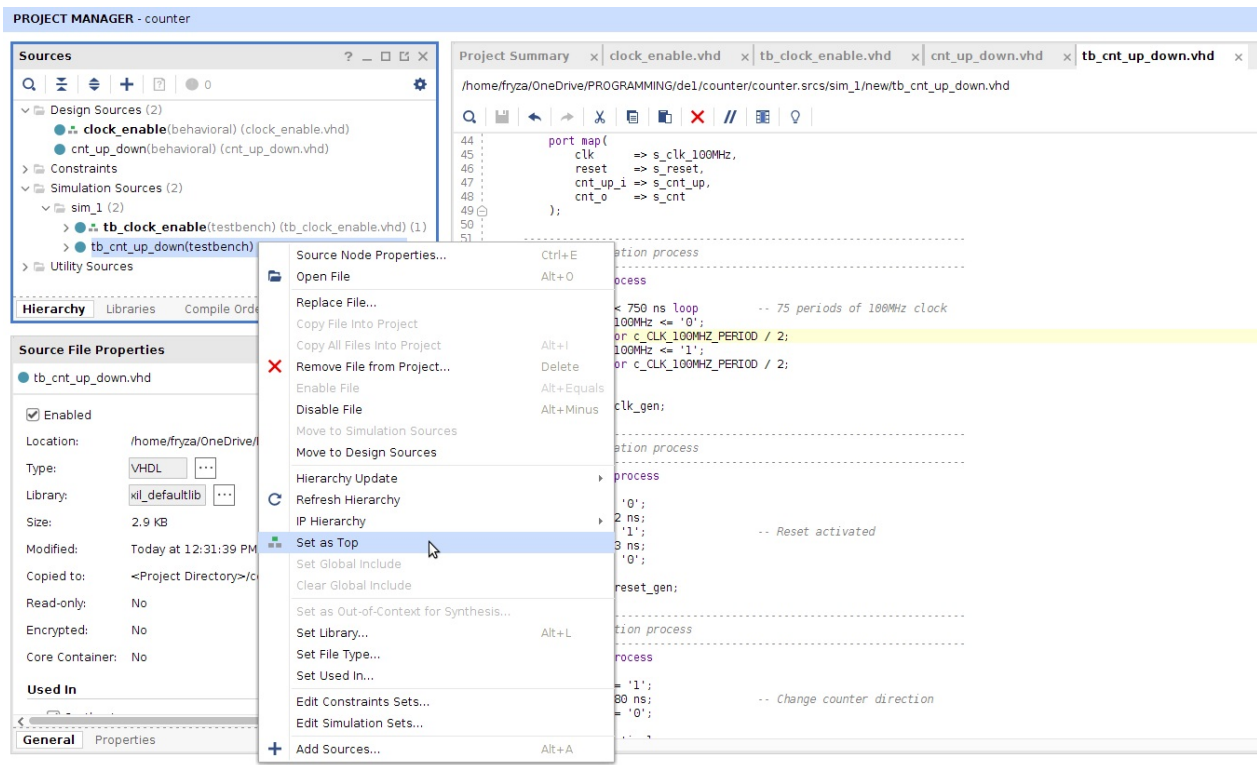 PROJECT MANAGER - counter
Sources
? _
0
Design Sources (2)
clock_enable(behavioral) (clock_enable.vhd)
cnt_up_down(behavioral) (cnt_up_down.vhd)
Constraints
Simulation Sources (2)
sim_1 (2)
tb_clock_enable(testbench) (tb_clock_enable.vhd) (1)
tb_cnt_up_down(testbench)
Utility Sources
Hierarchy Libraries Compile Orde
Source File Properties
tb_cnt_up_down.vhd
Enabled
Location: /home/fryza/OneDrive/
Type: VHDL ...
Library: xil_defaultlib ...
Size: 2.9 KB
Modified: Today at 12:31:39 PM
Copied to: <Project Directory>/c
Read-only: No
Encrypted: No
Core Container: No
Used In
General Properties
Source Node Properties... Ctrl+E
Open File Alt+O
Replace File...
Copy File Into Project
Copy All Files Into Project Alt+I
Remove File from Project... Delete
Enable File Alt+Equals
Disable File Alt+Minus
Move to Simulation Sources
Move to Design Sources
Hierarchy Update
Refresh Hierarchy
IP Hierarchy
Set as Top
Set Global Include
Clear Global Include
Set as Out-of-Context for Synthesis...
Set Library... Alt+L
Set File Type...
Set Used In...
Edit Constraints Sets...
Edit Simulation Sets...
Add Sources... Alt+A
Project Summary x clock_enable.vhd x tb_clock_enable.vhd x cnt_up_down.vhd x tb_cnt_up_down.vhd x
/home/fryza/OneDrive/PROGRAMMING/de1/counter/counter.srcs/sim_1/new/tb_cnt_up_down.vhd
44 port map(
45 clk => s_clk_100MHz,
46 reset => s_reset,
47 cnt_up_i => s_cnt_up,
48 cnt_o => s_cnt
49 );
50
51 --------------------------------------------------------------------
ation process
--------------------------------------------------------
ocess
< 750 ns loop -- 75 periods of 100MHz clock
100MHz <= '0';
or c_CLK_100MHZ_PERIOD / 2;
100MHz <= '1';
or c_CLK_100MHZ_PERIOD / 2;
clk_gen;
--------------------------------------------------------
ation process
--------------------------------------------------------
process
'0';
2 ns;
'1'; -- Reset activated
3 ns;
'0';
reset_gen;
--------------------------------------------------------
tion process
--------------------------------------------------------
rocess
= '1';
80 ns; -- Change counter direction
= '0';